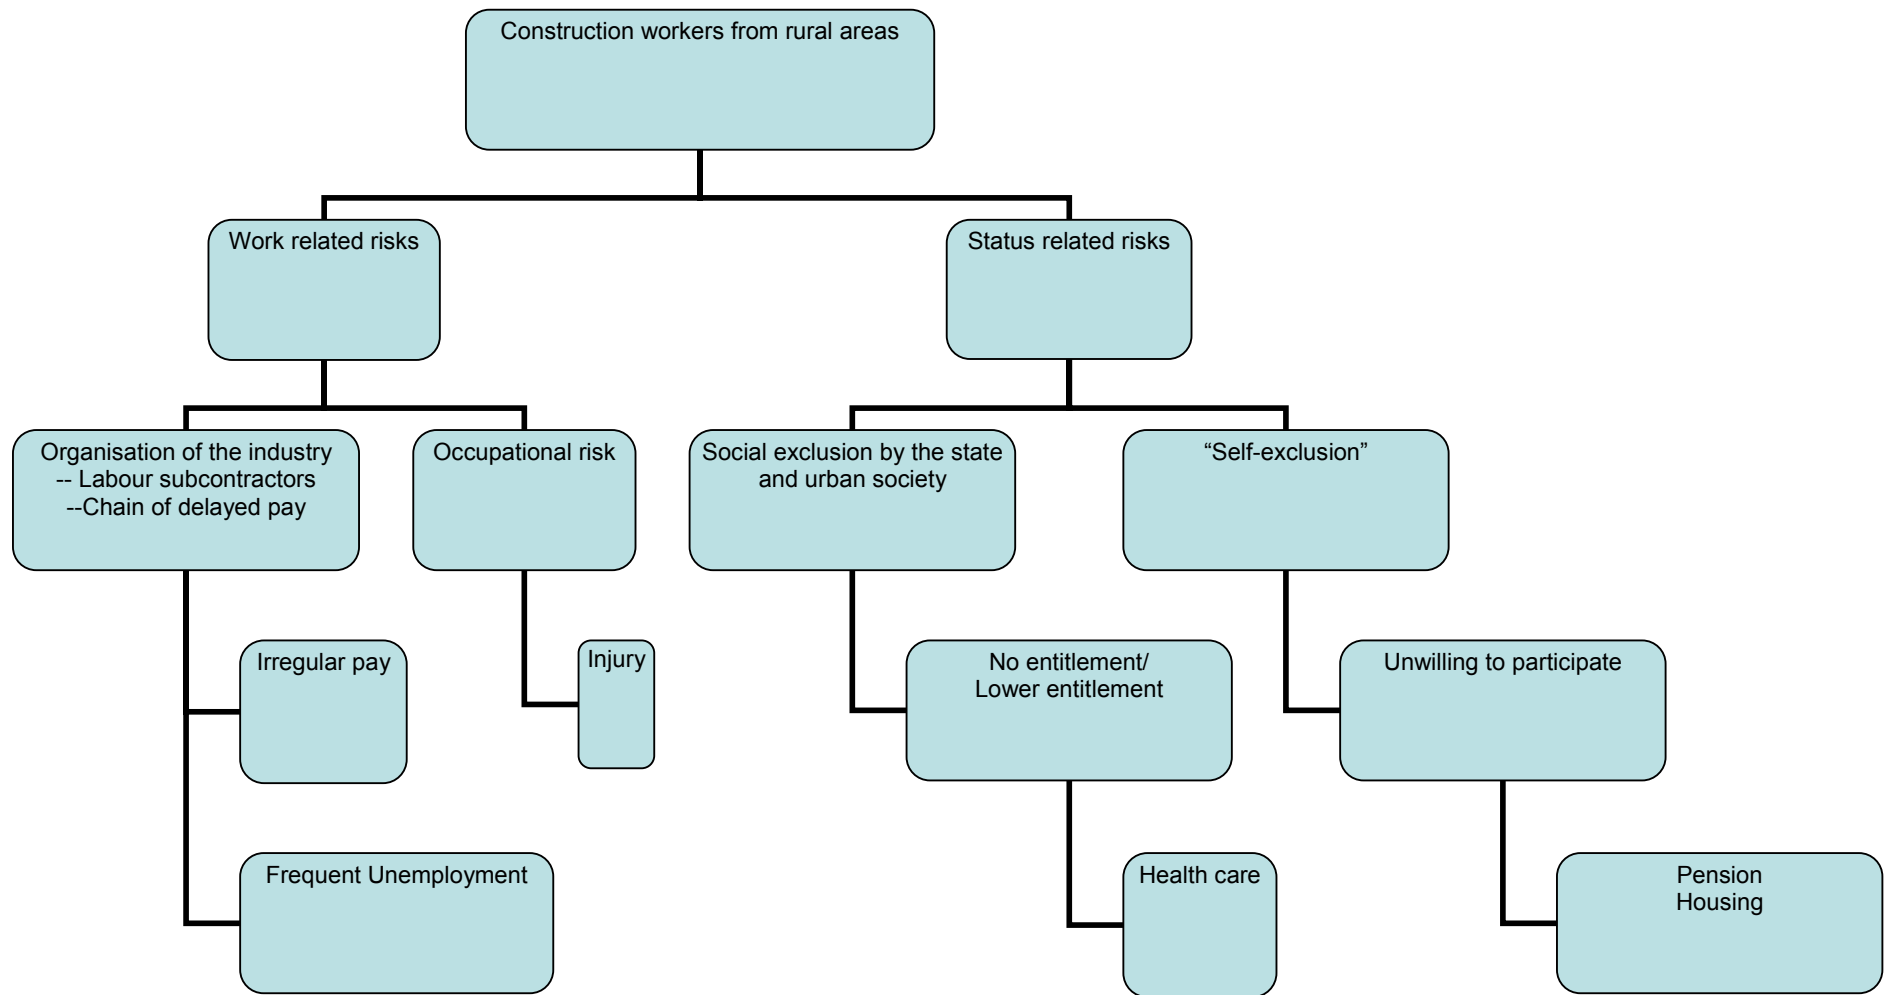 Construction workers from rural areas
Work related risks
Status related risks
Organisation of the industry
-- Labour subcontractors
--Chain of delayed pay
Occupational risk
Social exclusion by the state
and urban society
“Self-exclusion”
Irregular pay
Injury
No entitlement/
Lower entitlement
Unwilling to participate
Frequent Unemployment
Health care
Pension
Housing